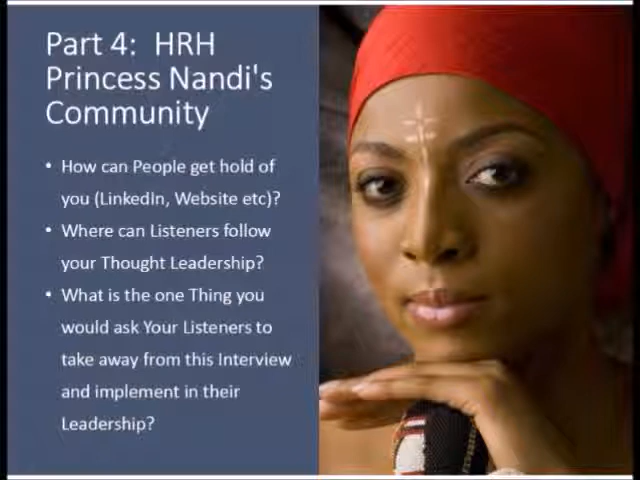 Part 4:  HRH
Princess Nandi's
Community
• How can People get hold of
you (LinkedIn, Website etc)?
• Where can Listeners follow
your Thought Leadership?
• What is the one Thing you
would ask Your Listeners to
take away from this Interview
and implement in their
Leadership?